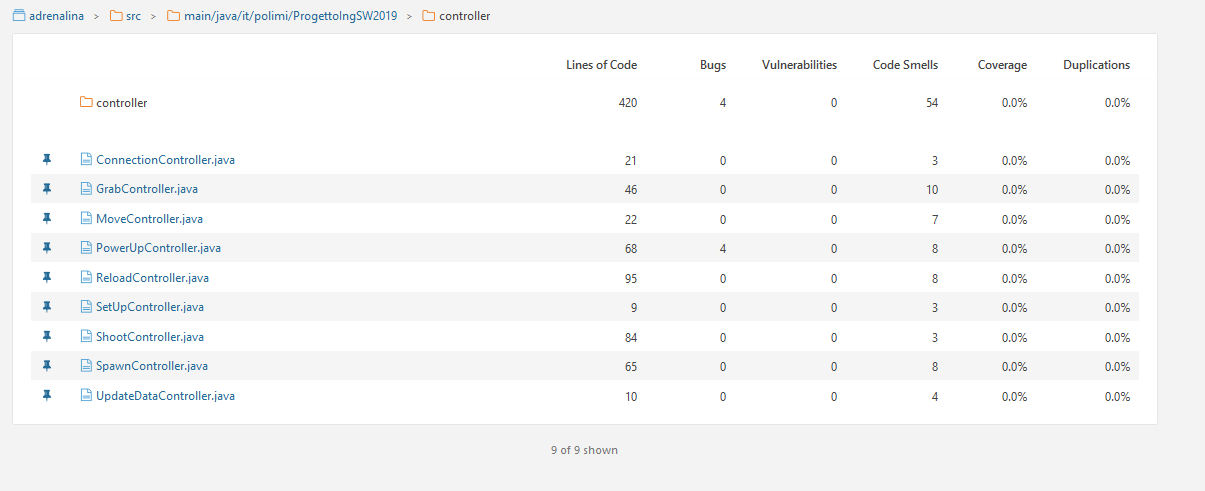 adrenalina > src > main/java/it/polimi/ProgettoIngSW2019 > controller
Lines of Code Bugs Vulnerabilities Code Smells Coverage Duplications
controller 420 4 0 54 0.0% 0.0%
ConnectionController.java 21 0 0 3 0.0% 0.0%
GrabController.java 46 0 0 10 0.0% 0.0%
MoveController.java 22 0 0 7 0.0% 0.0%
PowerUpController.java 68 4 0 8 0.0% 0.0%
ReloadController.java 95 0 0 8 0.0% 0.0%
SetUpController.java 9 0 0 3 0.0% 0.0%
ShootController.java 84 0 0 3 0.0% 0.0%
SpawnController.java 65 0 0 8 0.0% 0.0%
UpdateDataController.java 10 0 0 4 0.0% 0.0%
9 of 9 shown